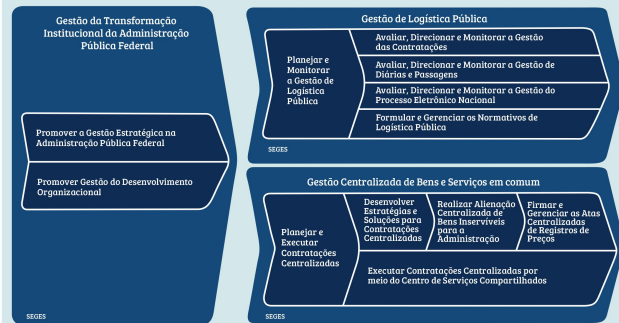 Gestão da Transformação
Institucional da Administração
Pública Federal
Promover a Gestão Estratégica na
Administração Pública Federal
Promover Gestão do Desenvolvimento
Organizacional
SEGES
Gestão de Logística Pública
Planejar e
Monitorar
a Gestão de
Logística
Pública
Avaliar, Direcionar e Monitorar a Gestão
das Contratações
Avaliar, Direcionar e Monitorar a Gestão de
Diárias e Passagens
Avaliar, Direcionar e Monitorar a Gestão do
Processo Eletrônico Nacional
Formular e Gerenciar os Normativos de
Logística Pública
SEGES
Gestão Centralizada de Bens e Serviços em comum
Planejar e
Executar
Contratações
Centralizadas
Desenvolver
Estratégias e
Soluções para
Contratações
Centralizadas
Realizar Alienação
Centralizada de
Bens Inservíveis
para a
Administração
Firmar e
Gerenciar as Atas
Centralizadas
de Registros de
Preços
Executar Contratações Centralizadas por
meio do Centro de Serviços Compartilhados
SEGES